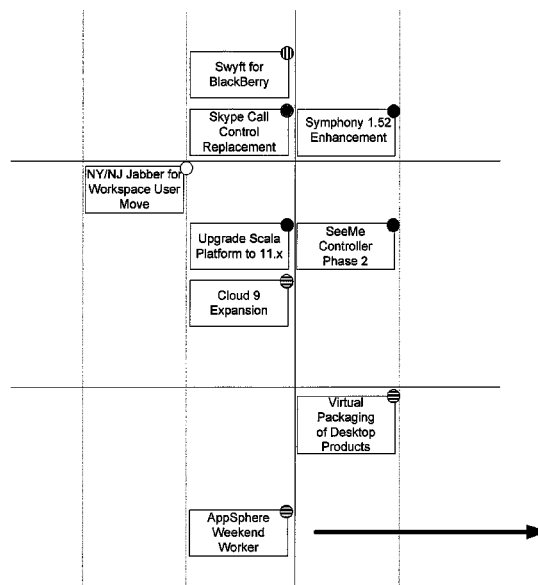 Swyft for
BlackBerry
Skype Call
Control
Replacement
Symphony 1.52
Enhancement
NY/NJ Jabber for
Workspace User
Move
Upgrade Scala
Platform to 11.x
SeeMe
Controller
Phase 2
Cloud 9
Expansion
Virtual
Packaging
of Desktop
Products
AppSphere
Weekend
Worker